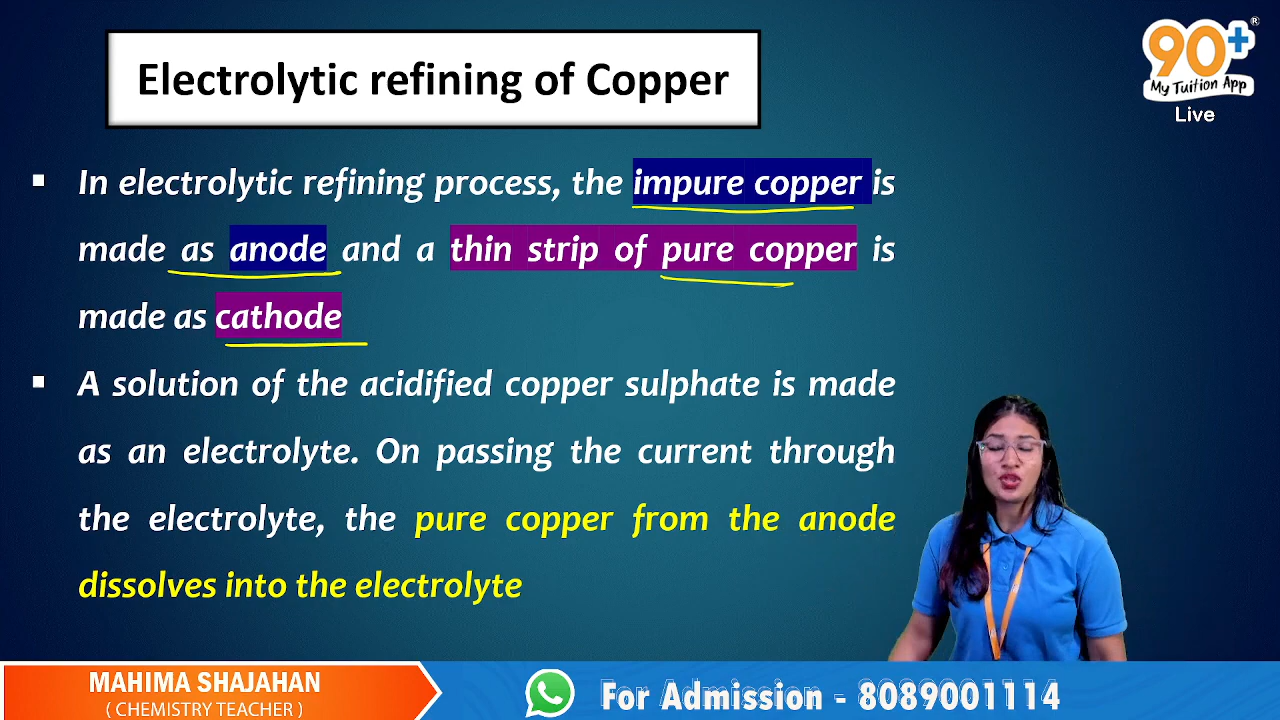 Electrolytic refining of Copper
90+
®
My Tuition App
Live
▪ In electrolytic refining process, the impure copper is
made as anode and a thin strip of pure copper is
made as cathode
▪ A solution of the acidified copper sulphate is made
as an electrolyte. On passing the current through
the electrolyte, the pure copper from the anode
dissolves into the electrolyte
MAHIMA SHAJAHAN
( CHEMISTRY TEACHER )
For Admission - 8089001114